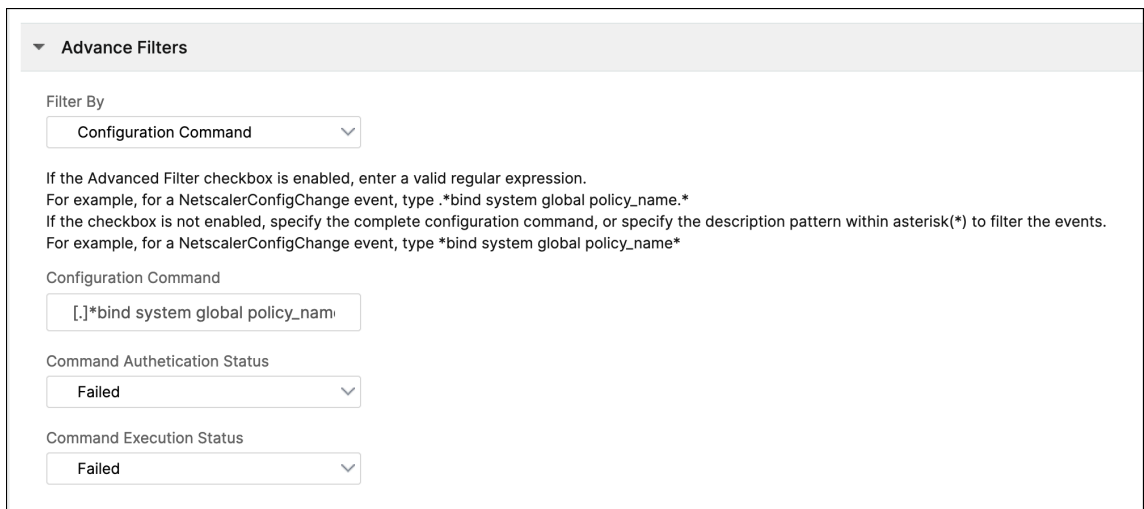 Advance Filters
Filter By
Configuration Command
If the Advanced Filter checkbox is enabled, enter a valid regular expression.
For example, for a NetscalerConfigChange event, type .*bind system global policy_name.*
If the checkbox is not enabled, specify the complete configuration command, or specify the description pattern within asterisk(*) to filter the events.
For example, for a NetscalerConfigChange event, type *bind system global policy_name*
Configuration Command
[.]*bind system global policy_nam
Command Authetication Status
Failed
Command Execution Status
Failed